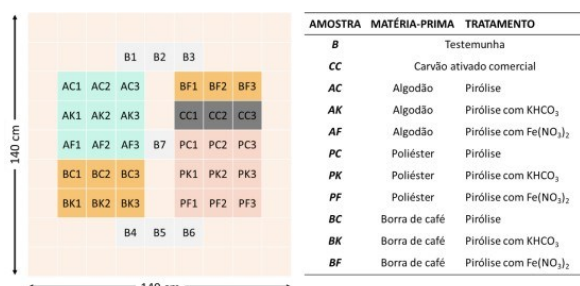 B1 B2 B3
AC1 AC2 AC3 BF1 BF2 BF3
AK1 AK2 AK3 CC1 CC2 CC3
AF1 AF2 AF3 B7 PC1 PC2 PC3
BC1 BC2 BC3 PK1 PK2 PK3
BK1 BK2 BK3 PF1 PF2 PF3
B4 B5 B6
140 cm
140 cm
AMOSTRA MATÉRIA-PRIMA TRATAMENTO
B Testemunha
CC Carvão ativado comercial
AC Algodão Pirólise
AK Algodão Pirólise com KHCO3
AF Algodão Pirólise com Fe(NO3)2
PC Poliéster Pirólise
PK Poliéster Pirólise com KHCO3
PF Poliéster Pirólise com Fe(NO3)2
BC Borra de café Pirólise
BK Borra de café Pirólise com KHCO3
BF Borra de café Pirólise com Fe(NO3)2